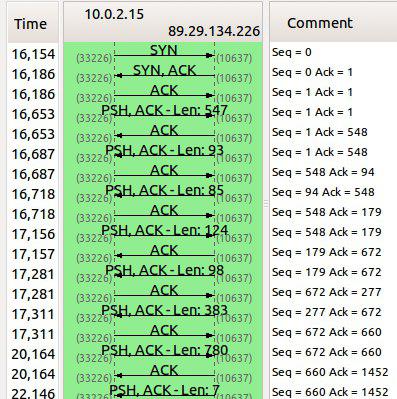 Time 10.0.2.15 89.29.134.226 Comment
16,154 (33226) SYN (10637) Seq = 0
16,186 (33226) SYN, ACK (10637) Seq = 0 Ack = 1
16,186 (33226) ACK (10637) Seq = 1 Ack = 1
16,653 (33226) PSH, ACK - Len: 547 (10637) Seq = 1 Ack = 1
16,653 (33226) ACK (10637) Seq = 1 Ack = 548
16,687 (33226) PSH, ACK - Len: 93 (10637) Seq = 1 Ack = 548
16,687 (33226) ACK (10637) Seq = 548 Ack = 94
16,718 (33226) PSH, ACK - Len: 85 (10637) Seq = 94 Ack = 548
16,718 (33226) ACK (10637) Seq = 548 Ack = 179
17,156 (33226) PSH, ACK - Len: 124 (10637) Seq = 548 Ack = 179
17,157 (33226) ACK (10637) Seq = 179 Ack = 672
17,281 (33226) PSH, ACK - Len: 98 (10637) Seq = 179 Ack = 672
17,281 (33226) ACK (10637) Seq = 672 Ack = 277
17,311 (33226) PSH, ACK - Len: 383 (10637) Seq = 277 Ack = 672
17,311 (33226) ACK (10637) Seq = 672 Ack = 660
20,164 (33226) PSH, ACK - Len: 780 (10637) Seq = 672 Ack = 660
20,164 (33226) ACK (10637) Seq = 660 Ack = 1452
22,146 (33226) PSH, ACK - Len: 7 (10637) Seq = 660 Ack = 1452